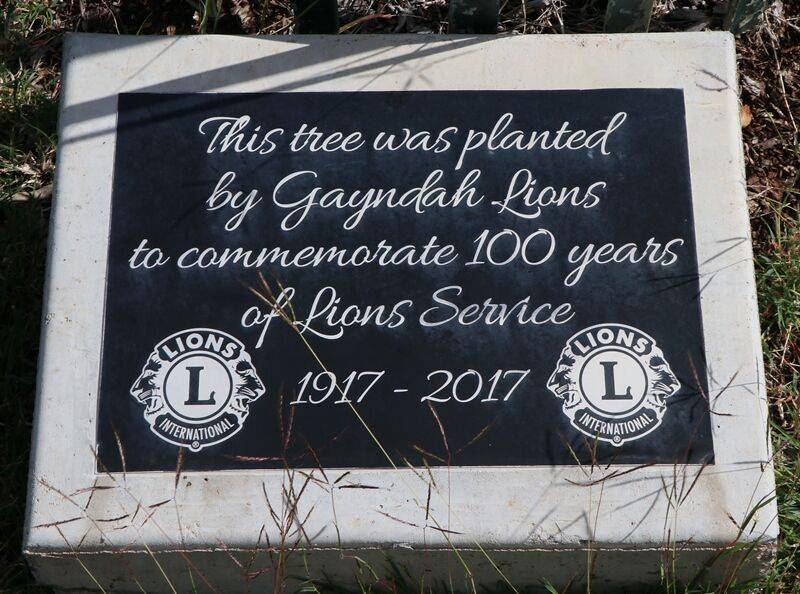 This tree was planted
by Gayndah Lions
to commemorate 100 years
of Lions Service
1917 - 2017
LIONS
L
INTERNATIONAL
®
LIONS
L
INTERNATIONAL
®